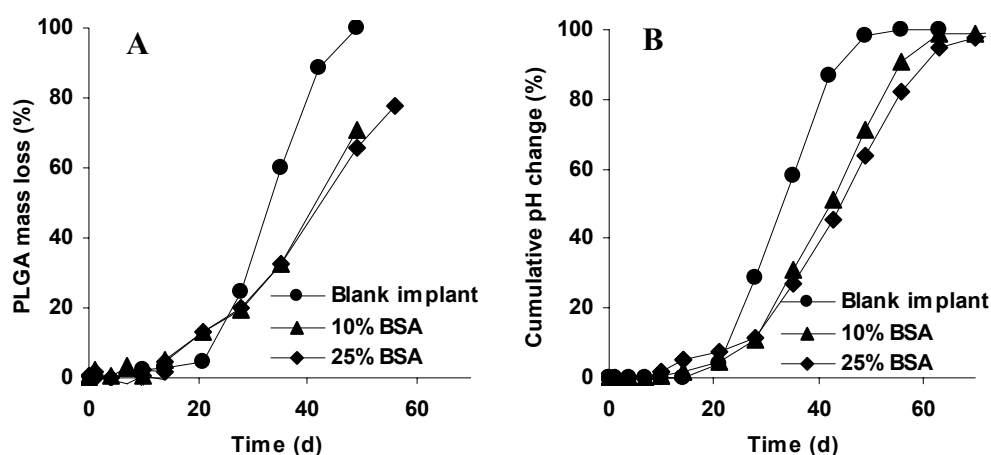 A
PLGA mass loss (%)
100
80
60
40
20
0
Blank implant
10% BSA
25% BSA
0
20
40
60
Time (d)
B
Cumulative pH change (%)
100
80
60
40
20
0
Blank implant
10% BSA
25% BSA
0
20
40
60
Time (d)